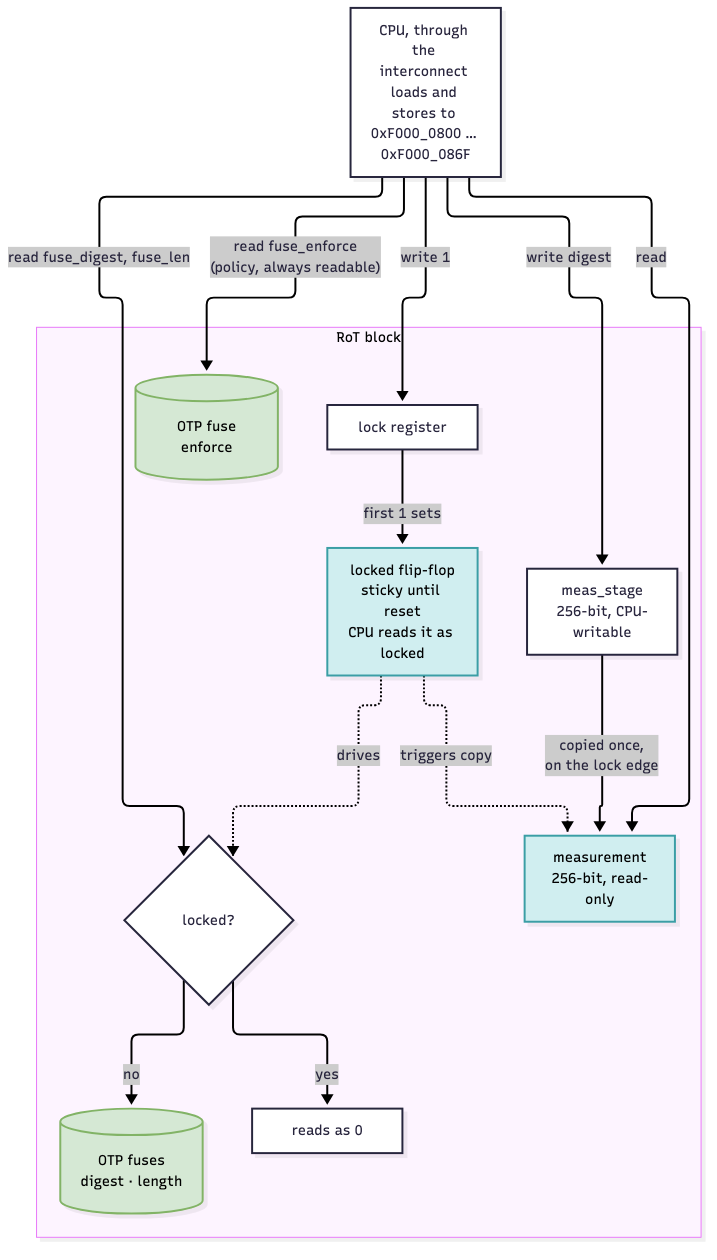 CPU, through
the
interconnect
loads and
stores to
0xF000_0800 …
0xF000_086F
read fuse_digest, fuse_len
read fuse_enforce
(policy, always readable)
write 1
write digest
read
RoT block
OTP fuse
enforce
lock register
first 1 sets
locked flip-flop
sticky until
reset
CPU reads it as
locked
meas_stage
256-bit, CPU-
writable
drives
triggers copy
copied once,
on the lock edge
locked?
measurement
256-bit, read-
only
no
yes
OTP fuses
digest · length
reads as 0